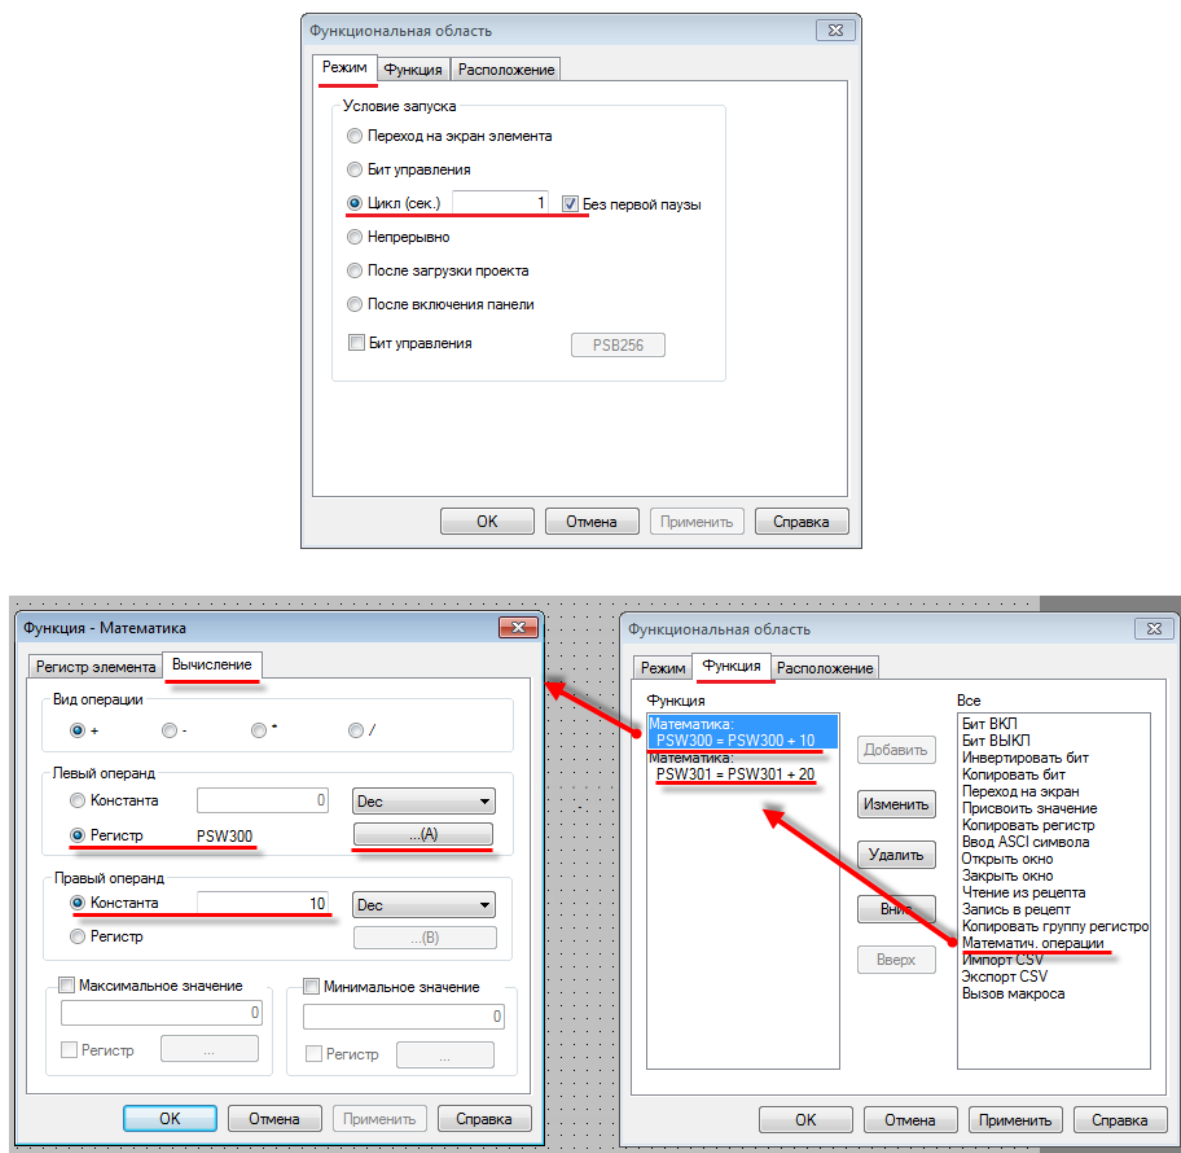 Функциональная область
Режим Функция Расположение
Условие запуска
Переход на экран элемента
Бит управления
Цикл (сек.) 1 Без первой паузы
Непрерывно
После загрузки проекта
После включения панели
Бит управления PSB256
OK Отмена Применить Справка
Функция - Математика
Регистр элемента Вычисление
Вид операции
+ - * /
Левый операнд
Константа 0 Dec
Регистр PSW300 ...(A)
Правый операнд
Константа 10 Dec
Регистр ...(B)
Максимальное значение Минимальное значение
0 0
Регистр ... Регистр ...
OK Отмена Применить Справка
Функциональная область
Режим Функция Расположение
Функция
Математика:
PSW300 = PSW300 + 10
Математика:
PSW301 = PSW301 + 20
Добавить
Изменить
Удалить
Вниз
Вверх
Все
Бит ВКЛ
Бит ВЫКЛ
Инвертировать бит
Копировать бит
Переход на экран
Присвоить значение
Копировать регистр
Ввод ASCI символа
Открыть окно
Закрыть окно
Чтение из рецепта
Запись в рецепт
Копировать группу регистро
Математич. операции
Импорт CSV
Экспорт CSV
Вызов макроса
OK Отмена Применить Справка